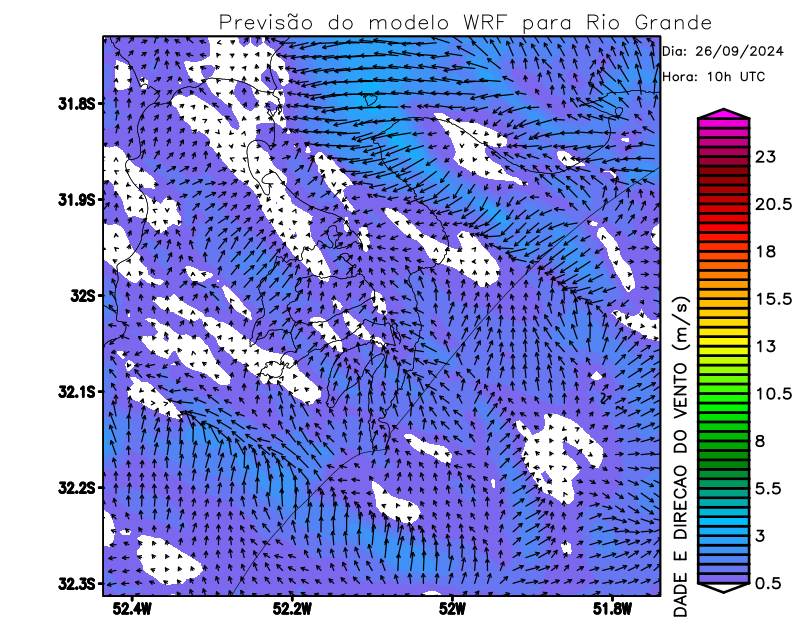 Previsão do modelo WRF para Rio Grande
Dia: 26/09/2024
Hora: 10h UTC
31.8S
31.9S
32S
32.1S
32.2S
32.3S
52.4W
52.2W
52W
51.8W
23
20.5
18
15.5
13
10.5
8
5.5
3
0.5
DADE E DIRECAO DO VENTO (m/s)